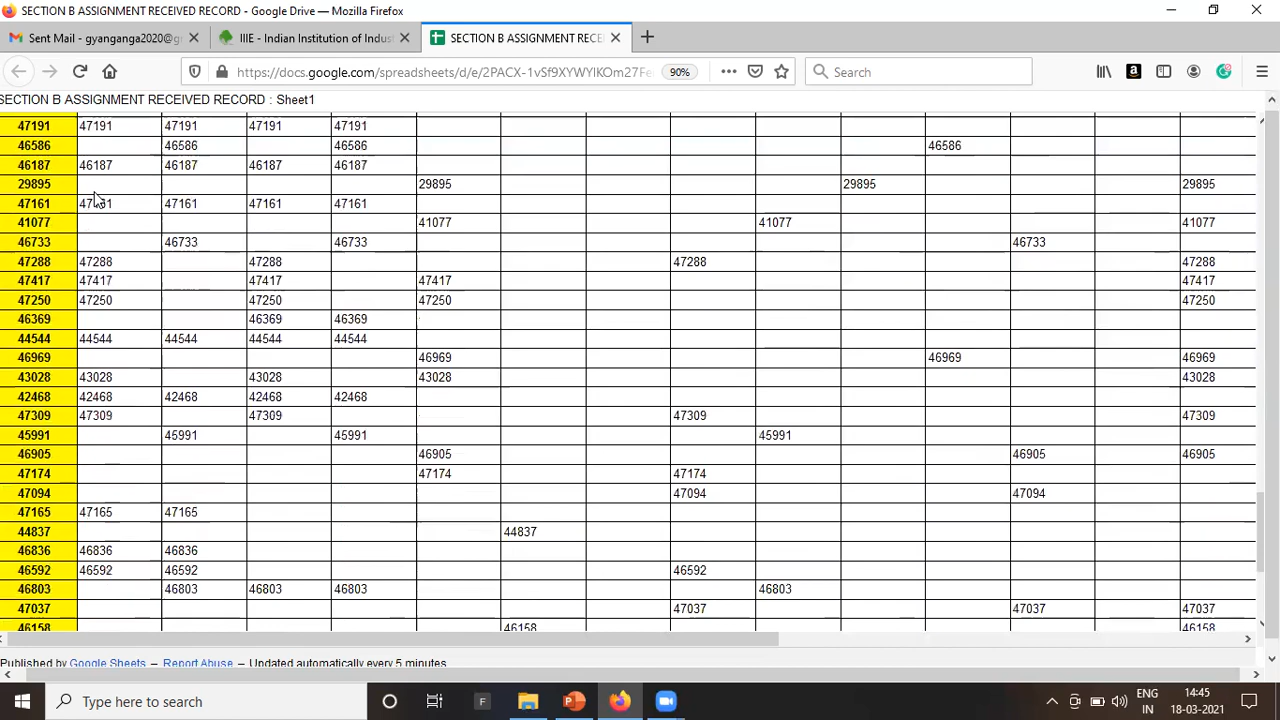 SECTION B ASSIGNMENT RECEIVED RECORD - Google Drive — Mozilla Firefox
Sent Mail - gyanganga2020@g
IIIE - Indian Institution of Indus
SECTION B ASSIGNMENT RECE
https://docs.google.com/spreadsheets/d/e/2PACX-1vSf9XYWYIKOm27Fe
90%
Search
SECTION B ASSIGNMENT RECEIVED RECORD : Sheet1
47191 47191 47191 47191 47191
46586 46586 46586 46586
46187 46187 46187 46187 46187
29895 29895 29895 29895
47161 47161 47161 47161 47161
41077 41077 41077 41077
46733 46733 46733 46733
47288 47288 47288 47288 47288
47417 47417 47417 47417 47417
47250 47250 47250 47250 47250
46369 46369 46369
44544 44544 44544 44544 44544
46969 46969 46969 46969
43028 43028 43028 43028 43028
42468 42468 42468 42468 42468
47309 47309 47309 47309 47309
45991 45991 45991 45991
46905 46905 46905 46905
47174 47174 47174
47094 47094 47094
47165 47165 47165
44837 44837
46836 46836 46836
46592 46592 46592 46592
46803 46803 46803 46803 46803
47037 47037 47037 47037
46158 46158 46158
Published by Google Sheets – Report Abuse – Updated automatically every 5 minutes
Type here to search
F
ENG
IN
14:45
18-03-2021